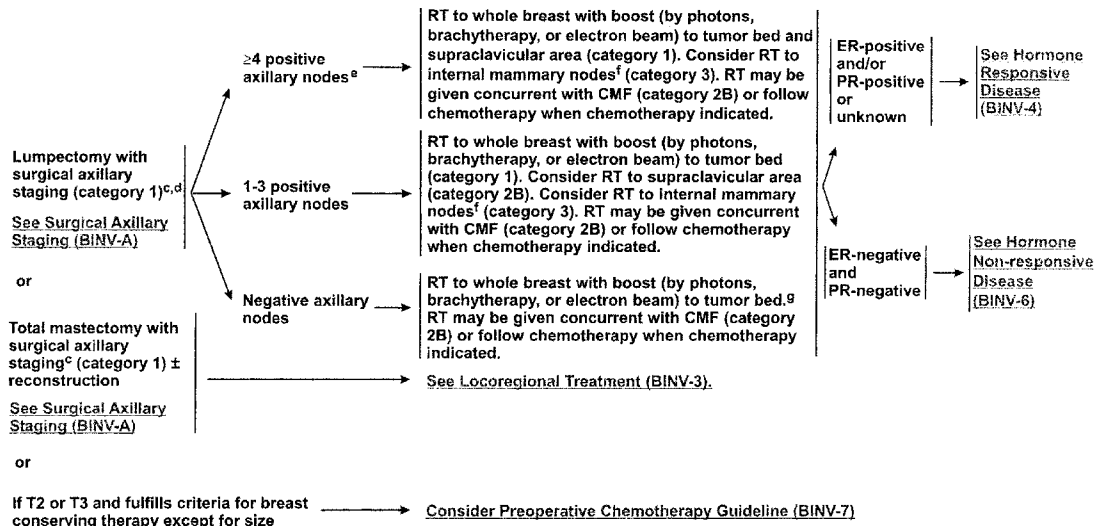 ≥4 positive
axillary nodesᵉ
RT to whole breast with boost (by photons,
brachytherapy, or electron beam) to tumor bed and
supraclavicular area (category 1). Consider RT to
internal mammary nodesᶠ (category 3). RT may be
given concurrent with CMF (category 2B) or follow
chemotherapy when chemotherapy indicated.
ER-positive
and/or
PR-positive
or
unknown
See Hormone
Responsive
Disease
(BINV-4)
Lumpectomy with
surgical axillary
staging (category 1)ᶜ,ᵈ
See Surgical Axillary
Staging (BINV-A)
1-3 positive
axillary nodes
RT to whole breast with boost (by photons,
brachytherapy, or electron beam) to tumor bed
(category 1). Consider RT to supraclavicular area
(category 2B). Consider RT to internal mammary
nodesᶠ (category 3). RT may be given concurrent
with CMF (category 2B) or follow chemotherapy
when chemotherapy indicated.
or
Negative axillary
nodes
RT to whole breast with boost (by photons,
brachytherapy, or electron beam) to tumor bed.ᵍ
RT may be given concurrent with CMF (category
2B) or follow chemotherapy when chemotherapy
indicated.
ER-negative
and
PR-negative
See Hormone
Non-responsive
Disease
(BINV-6)
Total mastectomy with
surgical axillary
stagingᶜ (category 1) ±
reconstruction
See Surgical Axillary
Staging (BINV-A)
See Locoregional Treatment (BINV-3).
or
If T2 or T3 and fulfills criteria for breast
conserving therapy except for size
Consider Preoperative Chemotherapy Guideline (BINV-7)